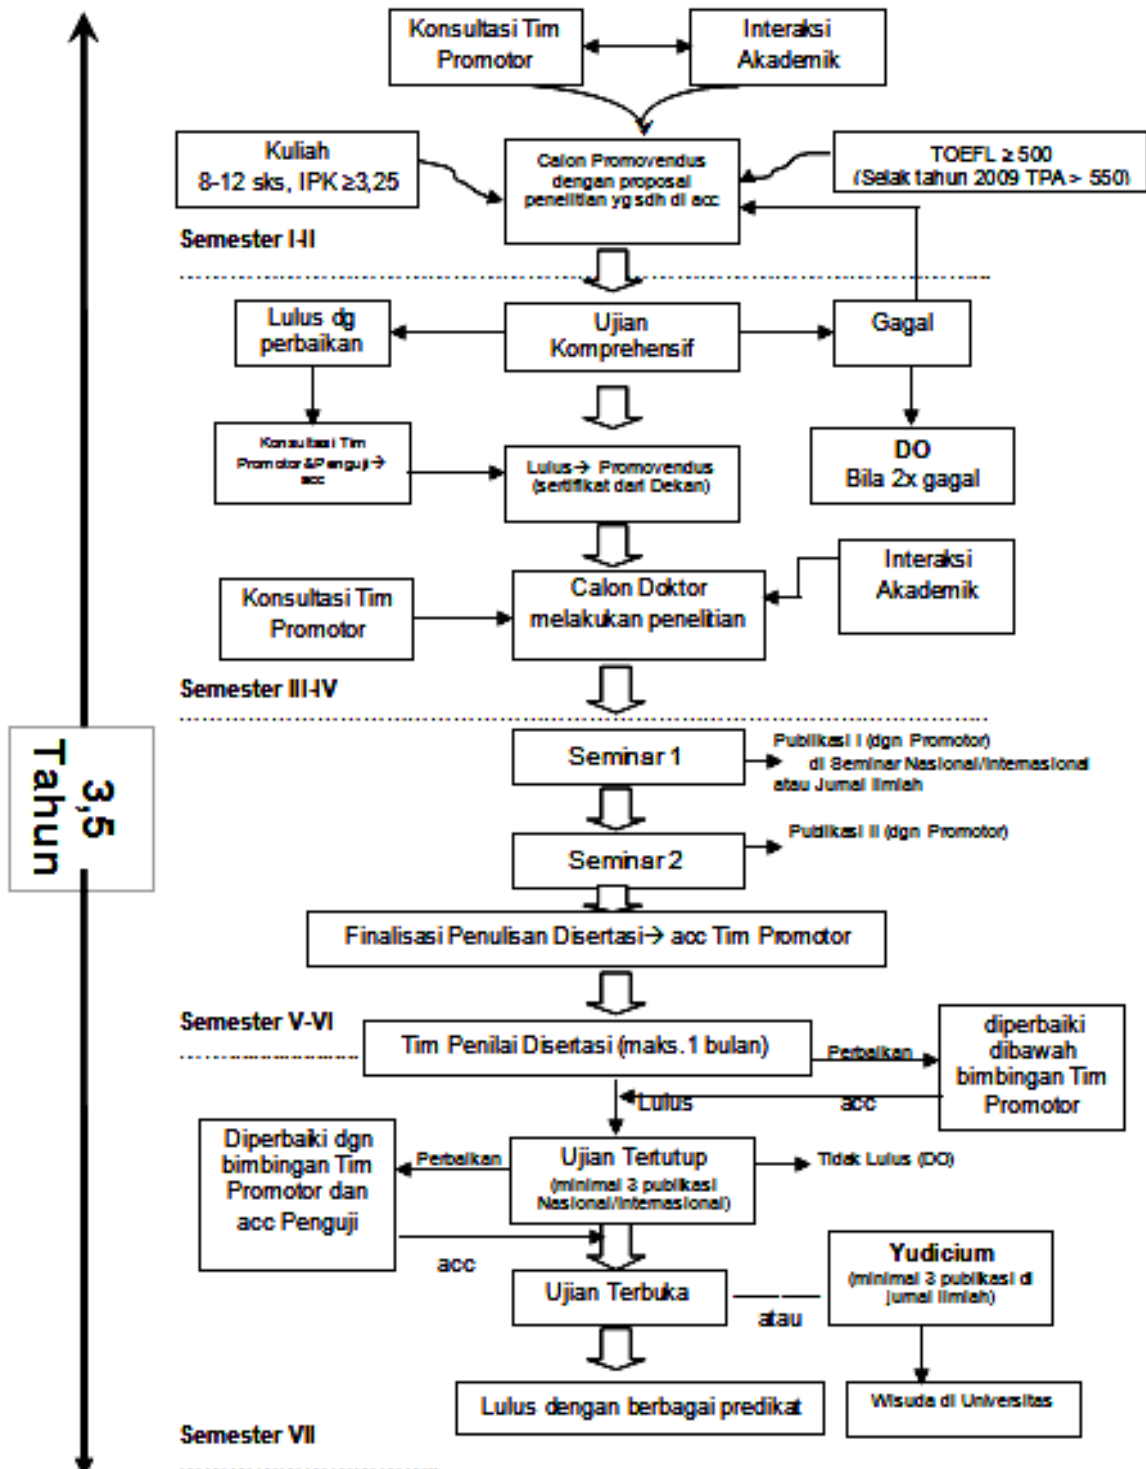 Konsultasi Tim
Promotor
Interaksi
Akademik
Kuliah
8-12 sks, IPK ≥3,25
Calon Promovendus
dengan proposal
penelitian yg sdh di acc
TOEFL ≥ 500
(Sejak tahun 2009 TPA > 550)
Semester I-II
Lulus dg
perbaikan
Ujian
Komprehensif
Gagal
Konsultasi Tim
Promotor&Penguji→
acc
Lulus→ Promovendus
(sertifikat dari Dekan)
DO
Bila 2x gagal
Konsultasi Tim
Promotor
Calon Doktor
melakukan penelitian
Interaksi
Akademik
Semester III-IV
3,5
Tahun
Seminar 1
Publikasi I (dgn Promotor)
di Seminar Nasional/Internasional
atau Jurnal Ilmiah
Seminar 2
Publikasi II (dgn Promotor)
Finalisasi Penulisan Disertasi→ acc Tim Promotor
Semester V-VI
Tim Penilai Disertasi (maks. 1 bulan)
Perbaikan
diperbaiki
dibawah
bimbingan Tim
Promotor
Lulus
acc
Diperbaiki dgn
bimbingan Tim
Promotor dan
acc Penguji
Perbaikan
Ujian Tertutup
(minimal 3 publikasi
Nasional/Internasional)
Tidak Lulus (DO)
acc
Ujian Terbuka
atau
Yudicium
(minimal 3 publikasi di
jurnal ilmiah)
Lulus dengan berbagai predikat
Wisuda di Universitas
Semester VII